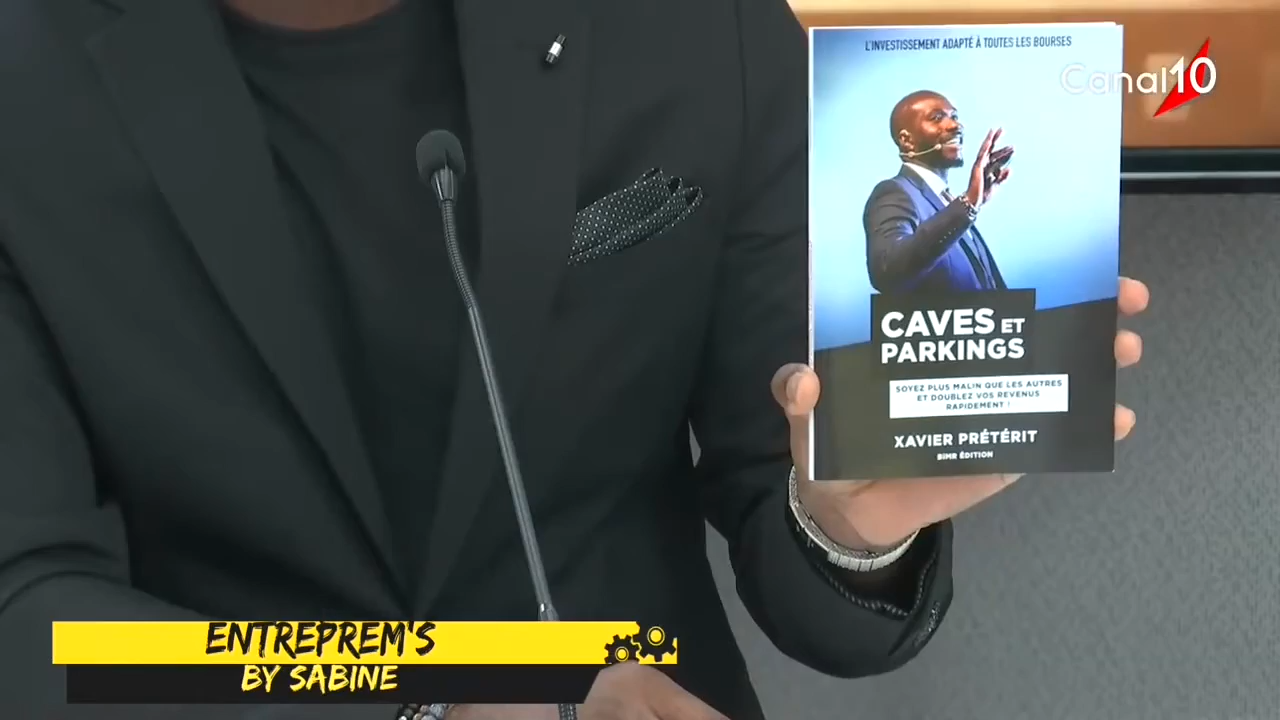 L'INVESTISSEMENT ADAPTÉ À TOUTES LES BOURSES
Canal10
CAVES ET
PARKINGS
SOYEZ PLUS MALIN QUE LES AUTRES
ET DOUBLEZ VOS REVENUS
RAPIDEMENT !
XAVIER PRÉTÉRIT
BIMR ÉDITION
ENTREPREM'S
BY SABINE